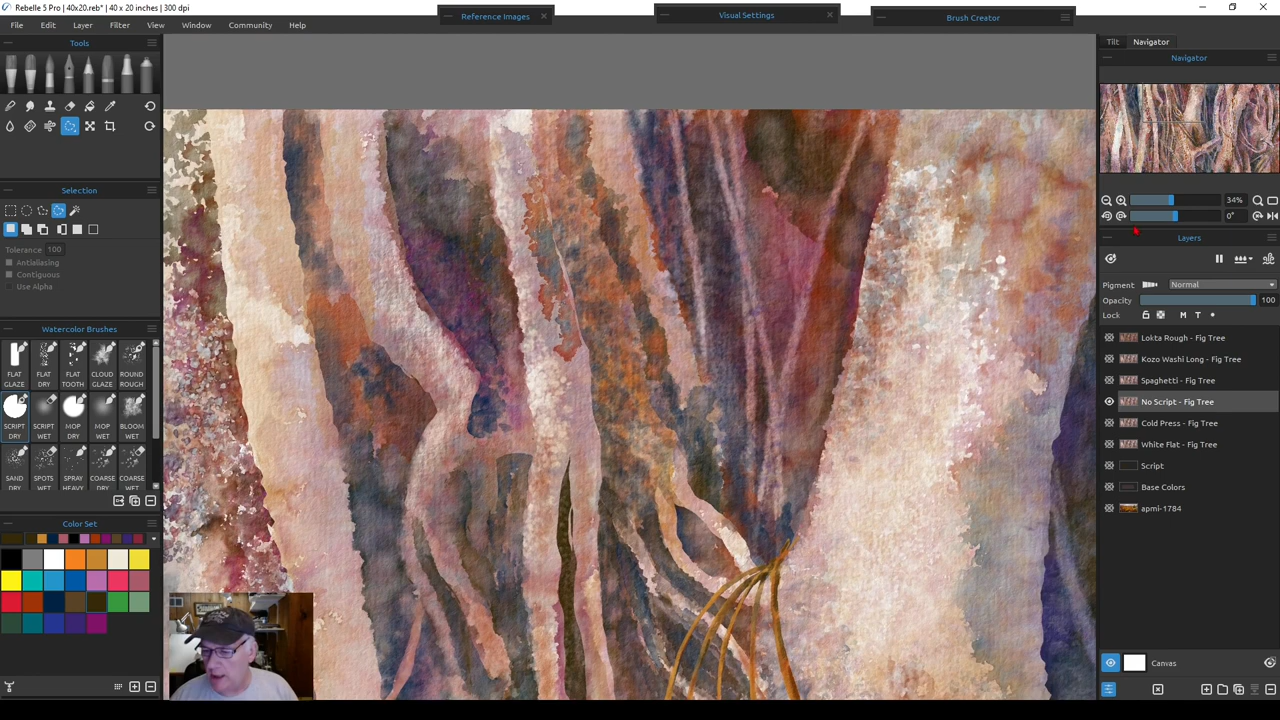 Rebelle 5 Pro | 40x20.reb* | 40 x 20 inches | 300 dpi
Reference Images
Visual Settings
Brush Creator
File Edit Layer Filter View Window Community Help
Tools
Tilt Navigator
Navigator
34%
0°
Selection
Tolerance 100
Antialiasing
Contiguous
Use Alpha
Layers
Pigment Normal
Opacity 100
Lock M T
Watercolor Brushes
FLAT GLAZE
FLAT DRY
FLAT TOOTH
CLOUD GLAZE
ROUND ROUGH
SCRIPT DRY
SCRIPT WET
MOP DRY
MOP WET
BLOOM WET
SAND DRY
SPOTS WET
SPRAY HEAVY
COARSE DRY
COARSE WET
Lokta Rough - Fig Tree
Kozo Washi Long - Fig Tree
Spaghetti - Fig Tree
No Script - Fig Tree
Cold Press - Fig Tree
White Flat - Fig Tree
Script
Base Colors
apmi-1784
Color Set
Canvas